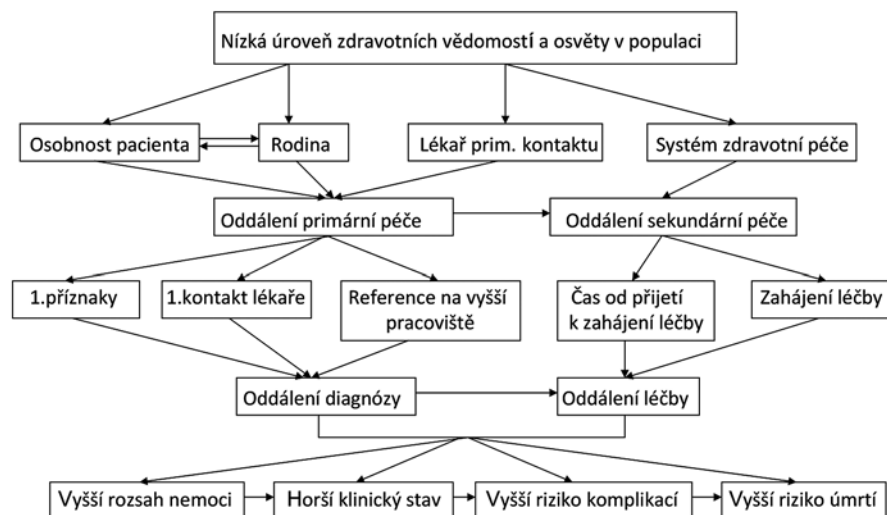 Nízká úroveň zdravotních vědomostí a osvěty v populaci
Osobnost pacienta
Rodina
Lékař prim. kontaktu
Systém zdravotní péče
Oddálení primární péče
Oddálení sekundární péče
1.příznaky
1.kontakt lékaře
Reference na vyšší
pracoviště
Čas od přijetí
k zahájení léčby
Zahájení léčby
Oddálení diagnózy
Oddálení léčby
Vyšší rozsah nemoci
Horší klinický stav
Vyšší riziko komplikací
Vyšší riziko úmrtí